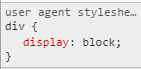 user agent styleshe…
div {
display: block;
}